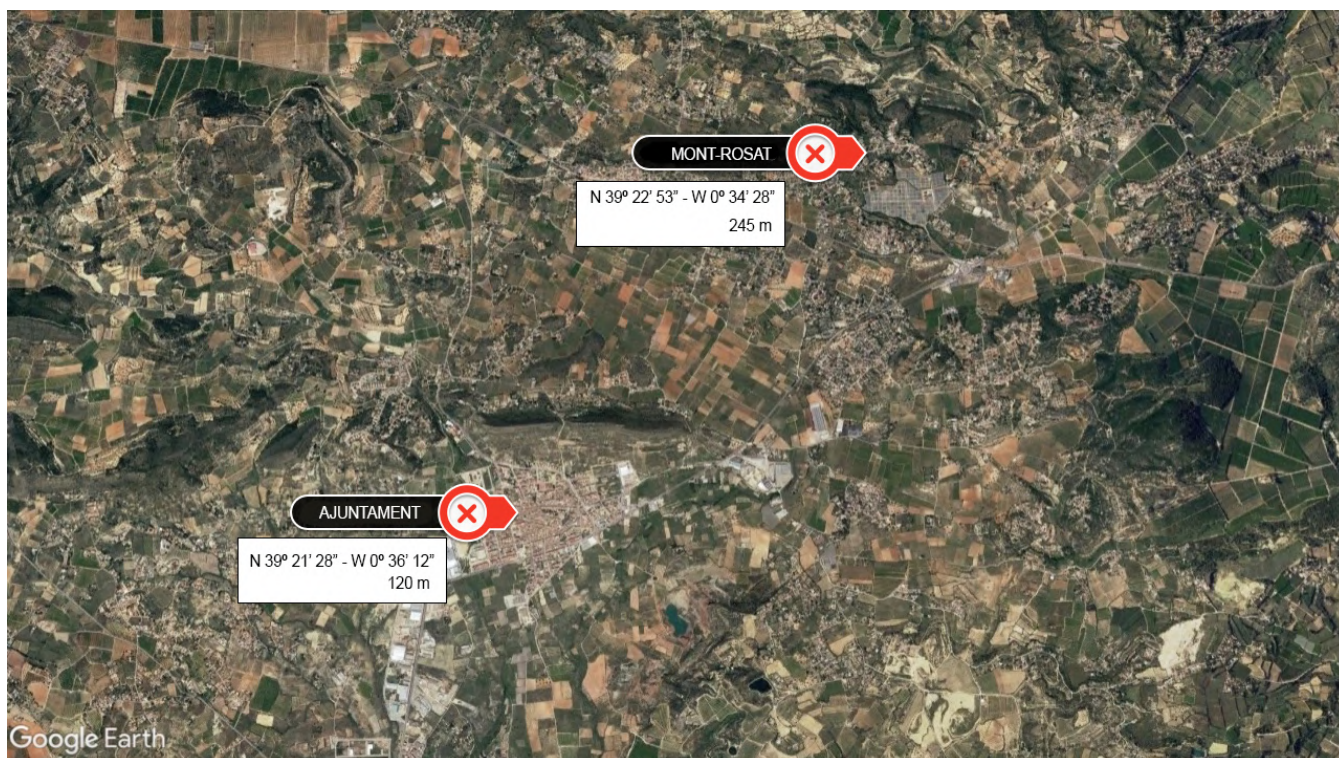 MONT-ROSAT
N 39º 22' 53” - W 0º 34' 28”
245 m
AJUNTAMENT
N 39º 21' 28” - W 0º 36' 12”
120 m
Google Earth